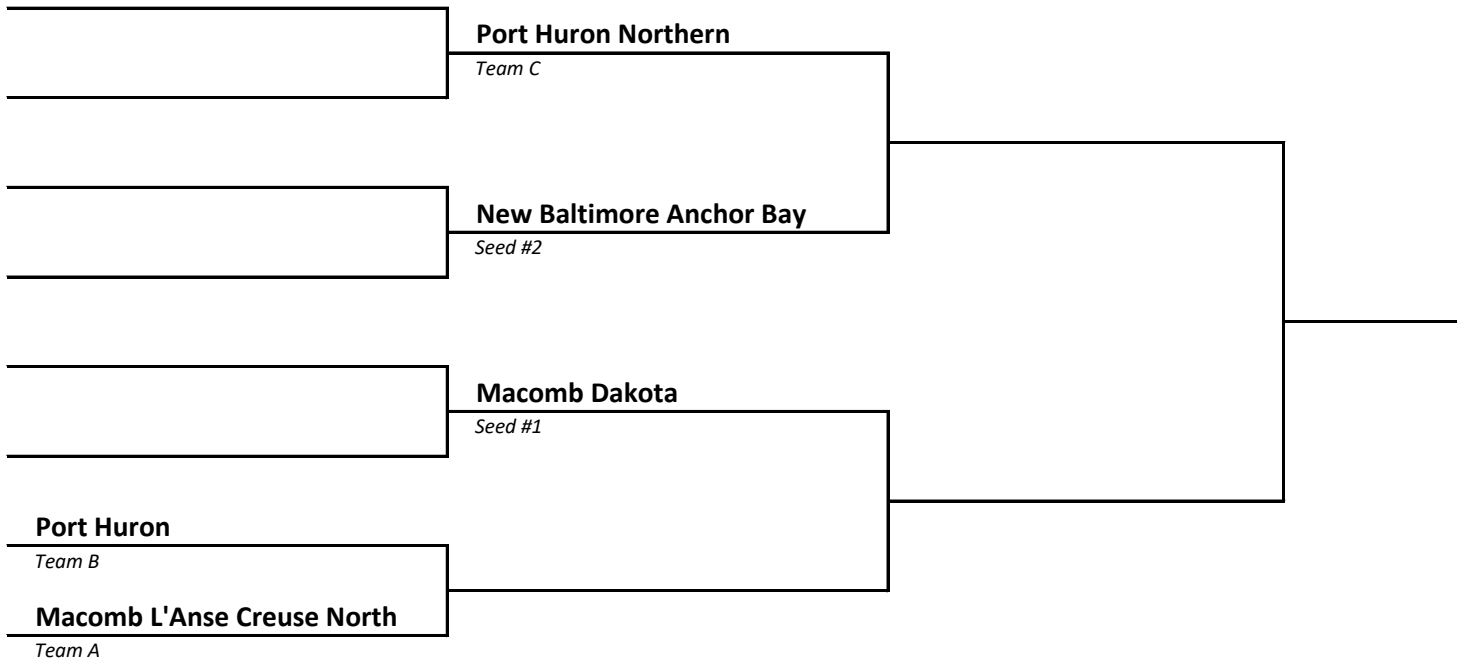 Port Huron Northern
Team C
New Baltimore Anchor Bay
Seed #2
Macomb Dakota
Seed #1
Port Huron
Team B
Macomb L'Anse Creuse North
Team A